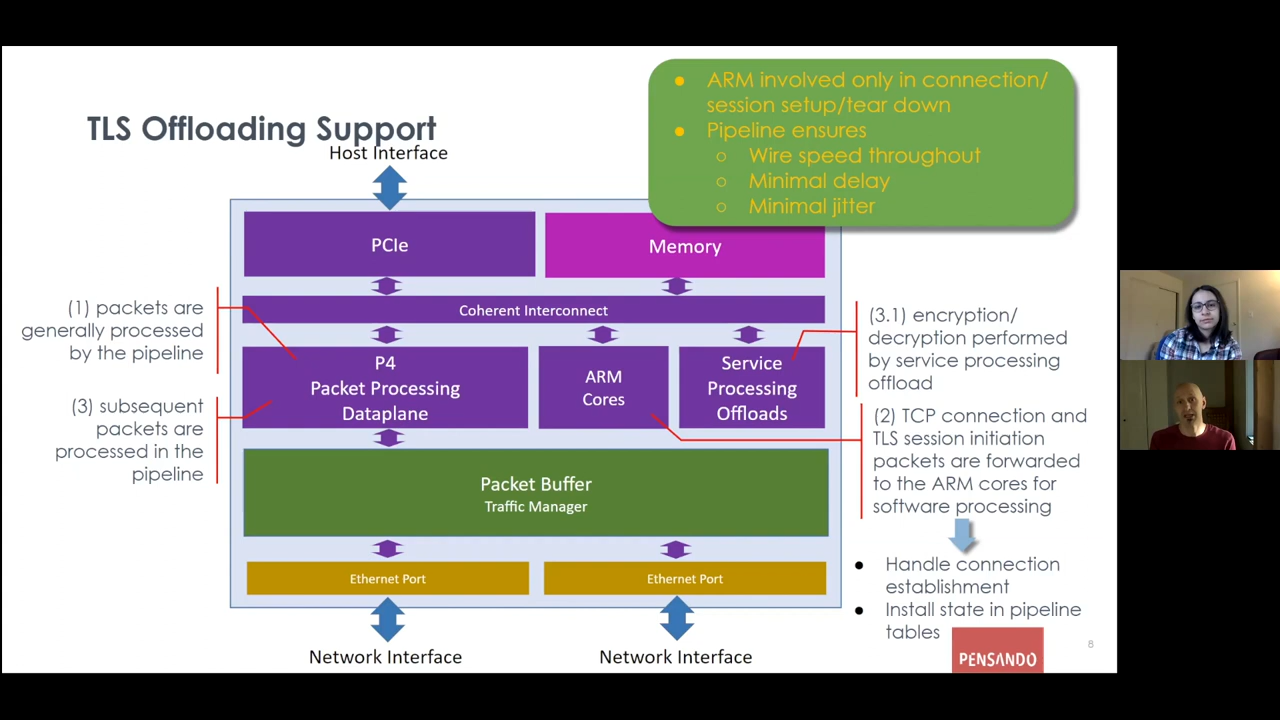 TLS Offloading Support
ARM involved only in connection/
session setup/tear down
Pipeline ensures
Wire speed throughout
Minimal delay
Minimal jitter
Host Interface
PCIe
Memory
Coherent Interconnect
(1) packets are
generally processed
by the pipeline
P4
Packet Processing
Dataplane
ARM
Cores
Service
Processing
Offloads
(3.1) encryption/
decryption performed
by service processing
offload
(3) subsequent
packets are
processed in the
pipeline
(2) TCP connection and
TLS session initiation
packets are forwarded
to the ARM cores for
software processing
Packet Buffer
Traffic Manager
Handle connection
establishment
Install state in pipeline
tables
Ethernet Port
Ethernet Port
Network Interface
Network Interface
PENSANDO
8